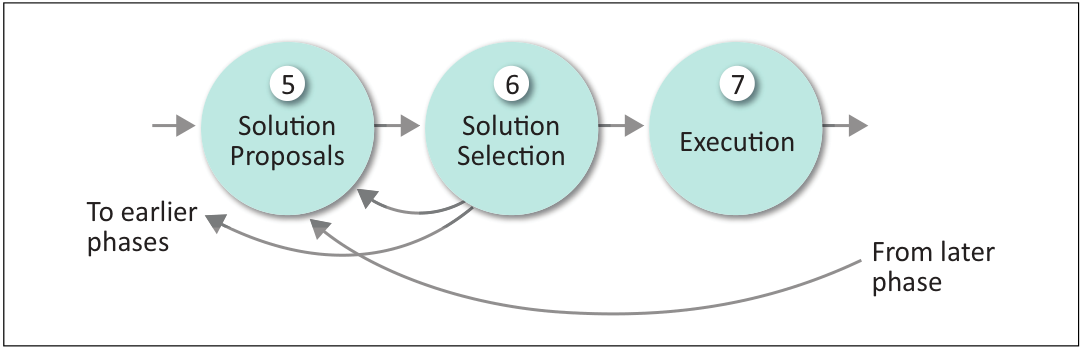 5
Solution
Proposals
6
Solution
Selection
7
Execution
To earlier
phases
From later
phase